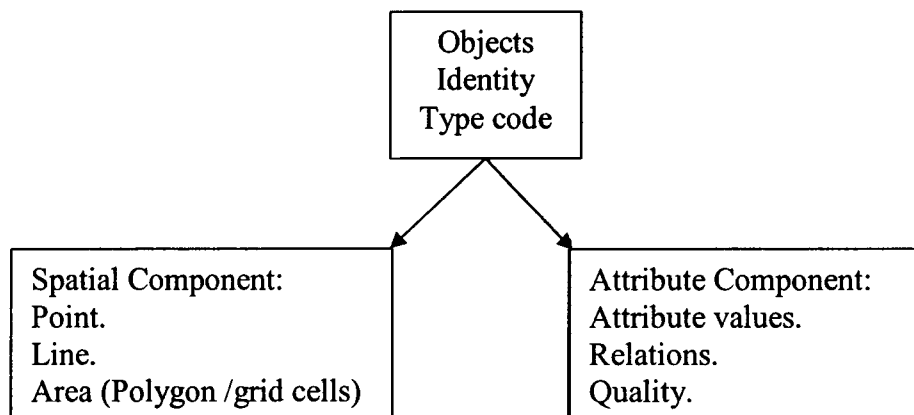 Objects
Identity
Type code
Spatial Component:
Point.
Line.
Area (Polygon /grid cells)
Attribute Component:
Attribute values.
Relations.
Quality.